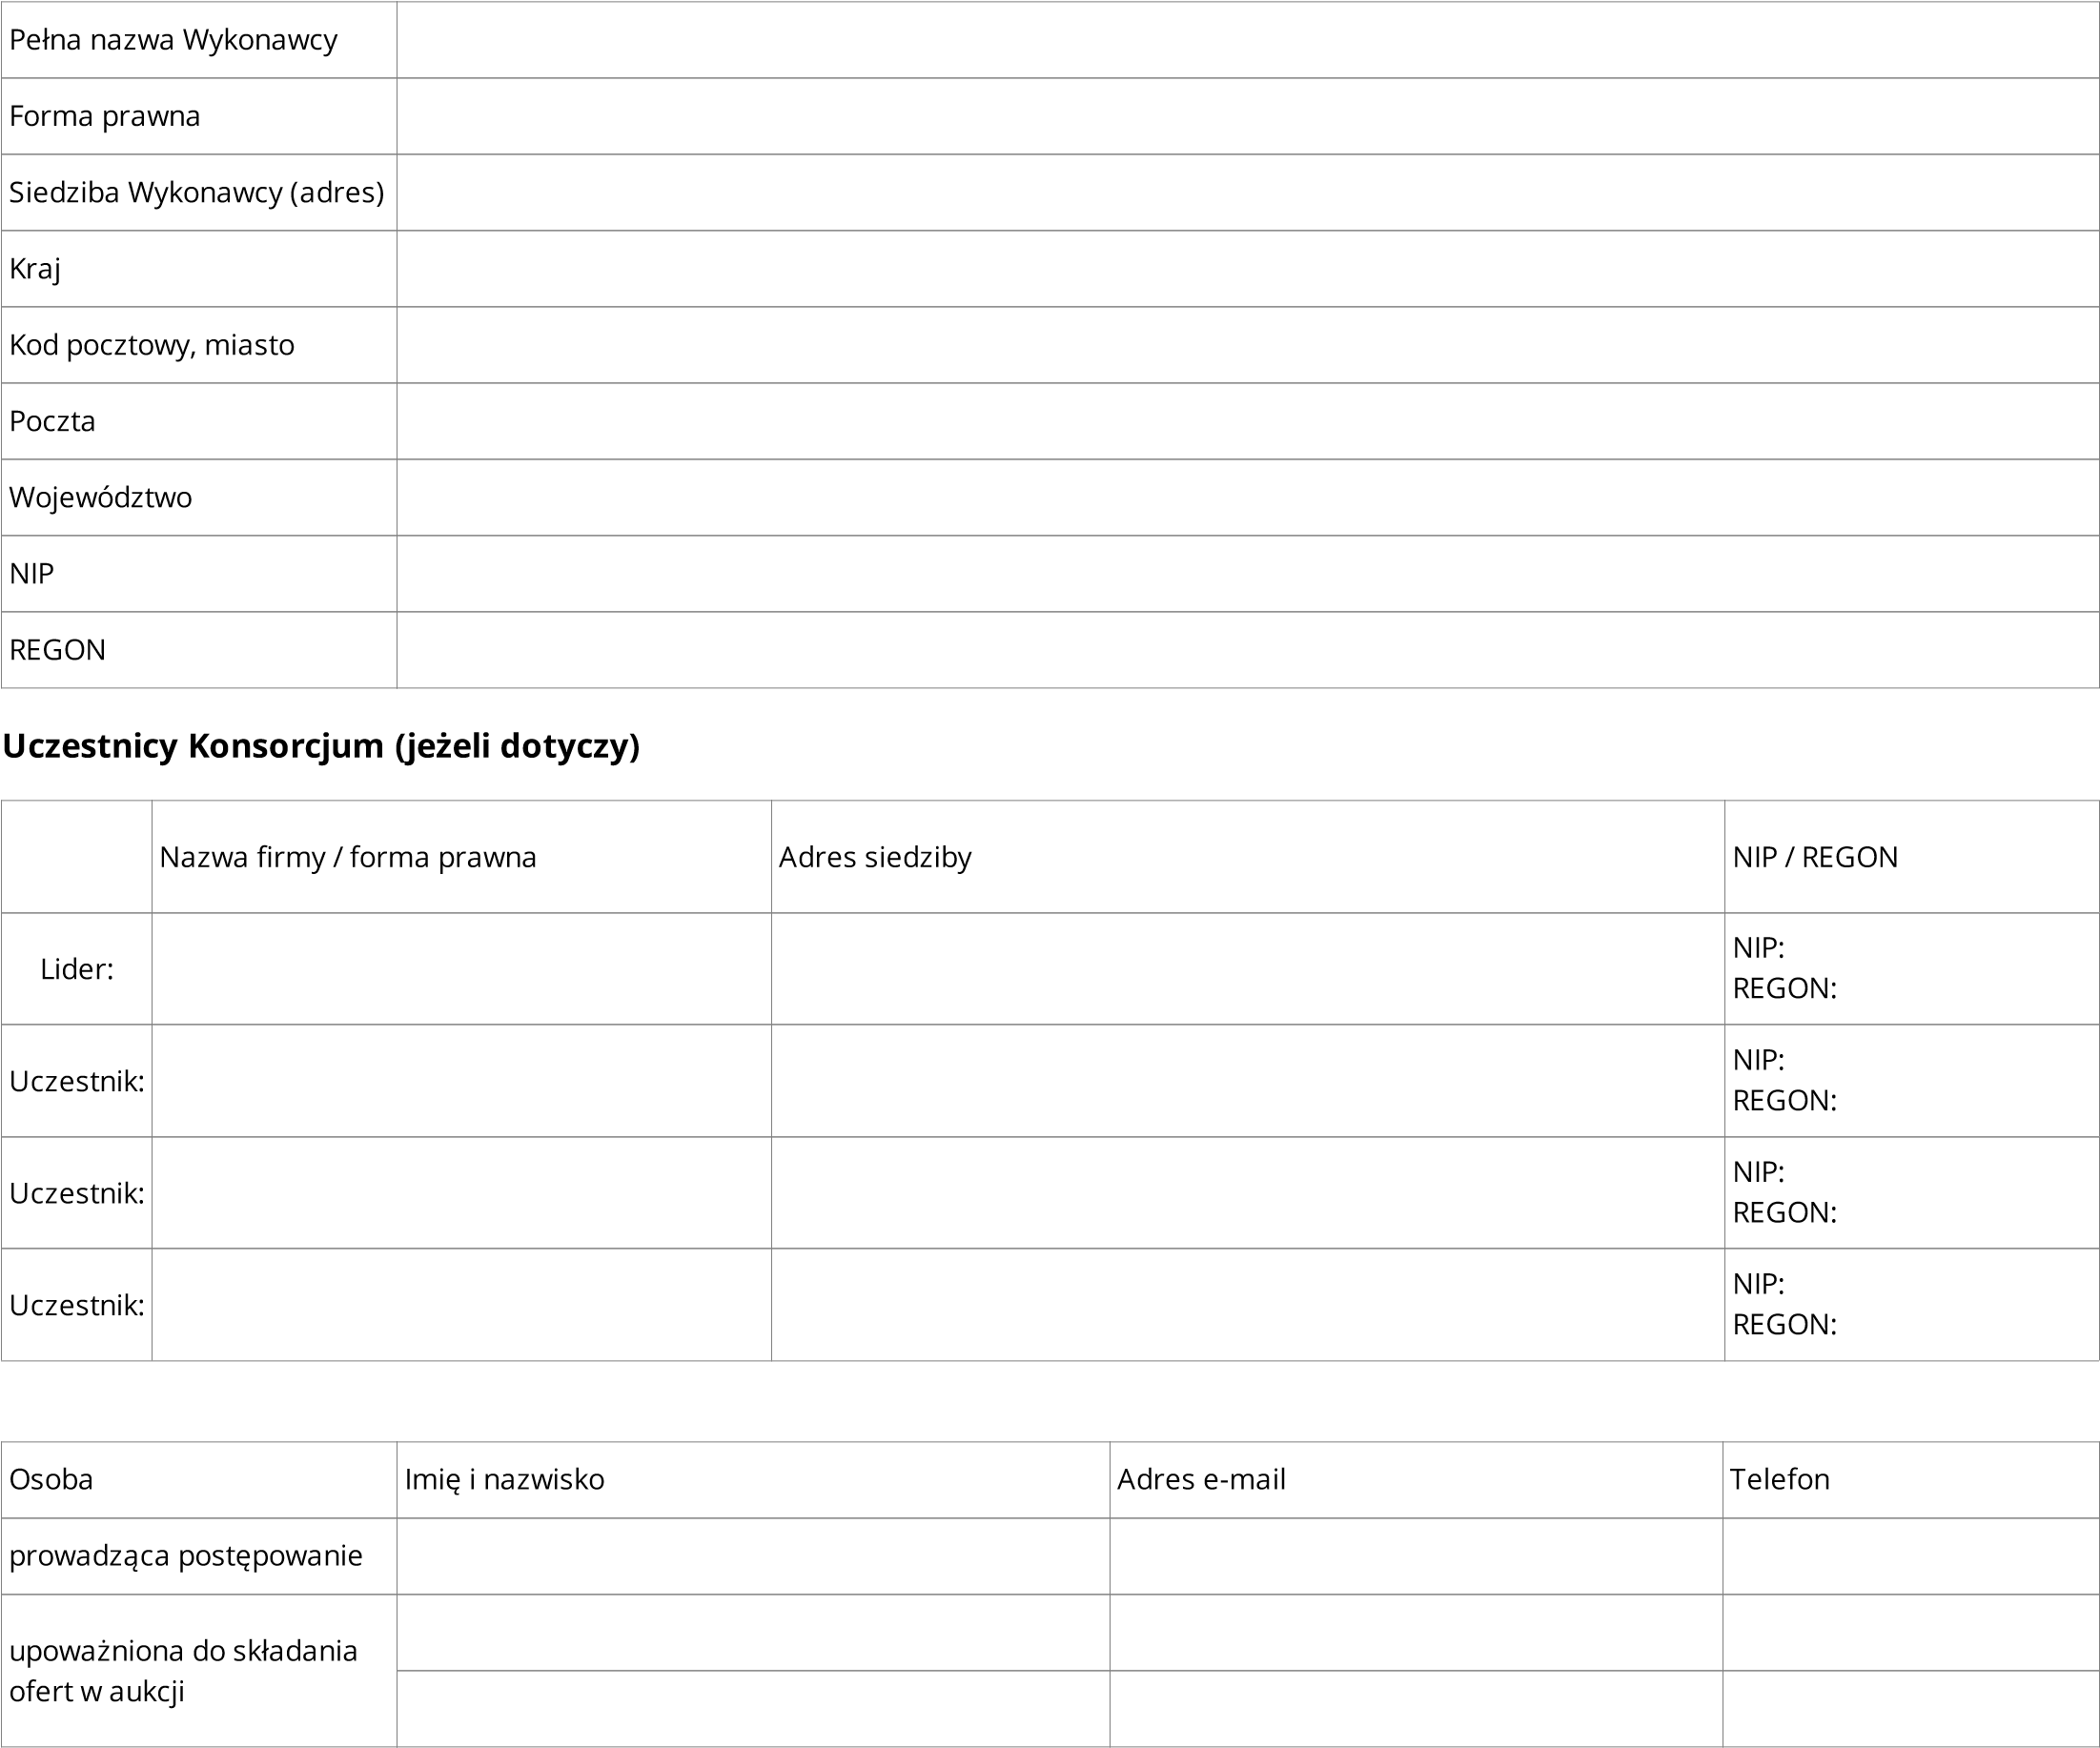 Pełna nazwa Wykonawcy
Forma prawna
Siedziba Wykonawcy (adres)
Kraj
Kod pocztowy, miasto
Poczta
Województwo
NIP
REGON
Uczestnicy Konsorcjum (jeżeli dotyczy)
Nazwa firmy / forma prawna Adres siedziby NIP / REGON
Lider:
NIP:
REGON:
Uczestnik:
NIP:
REGON:
Uczestnik:
NIP:
REGON:
Uczestnik:
NIP:
REGON:
Osoba Imię i nazwisko Adres e-mail Telefon
prowadząca postępowanie
upoważniona do składania
ofert w aukcji